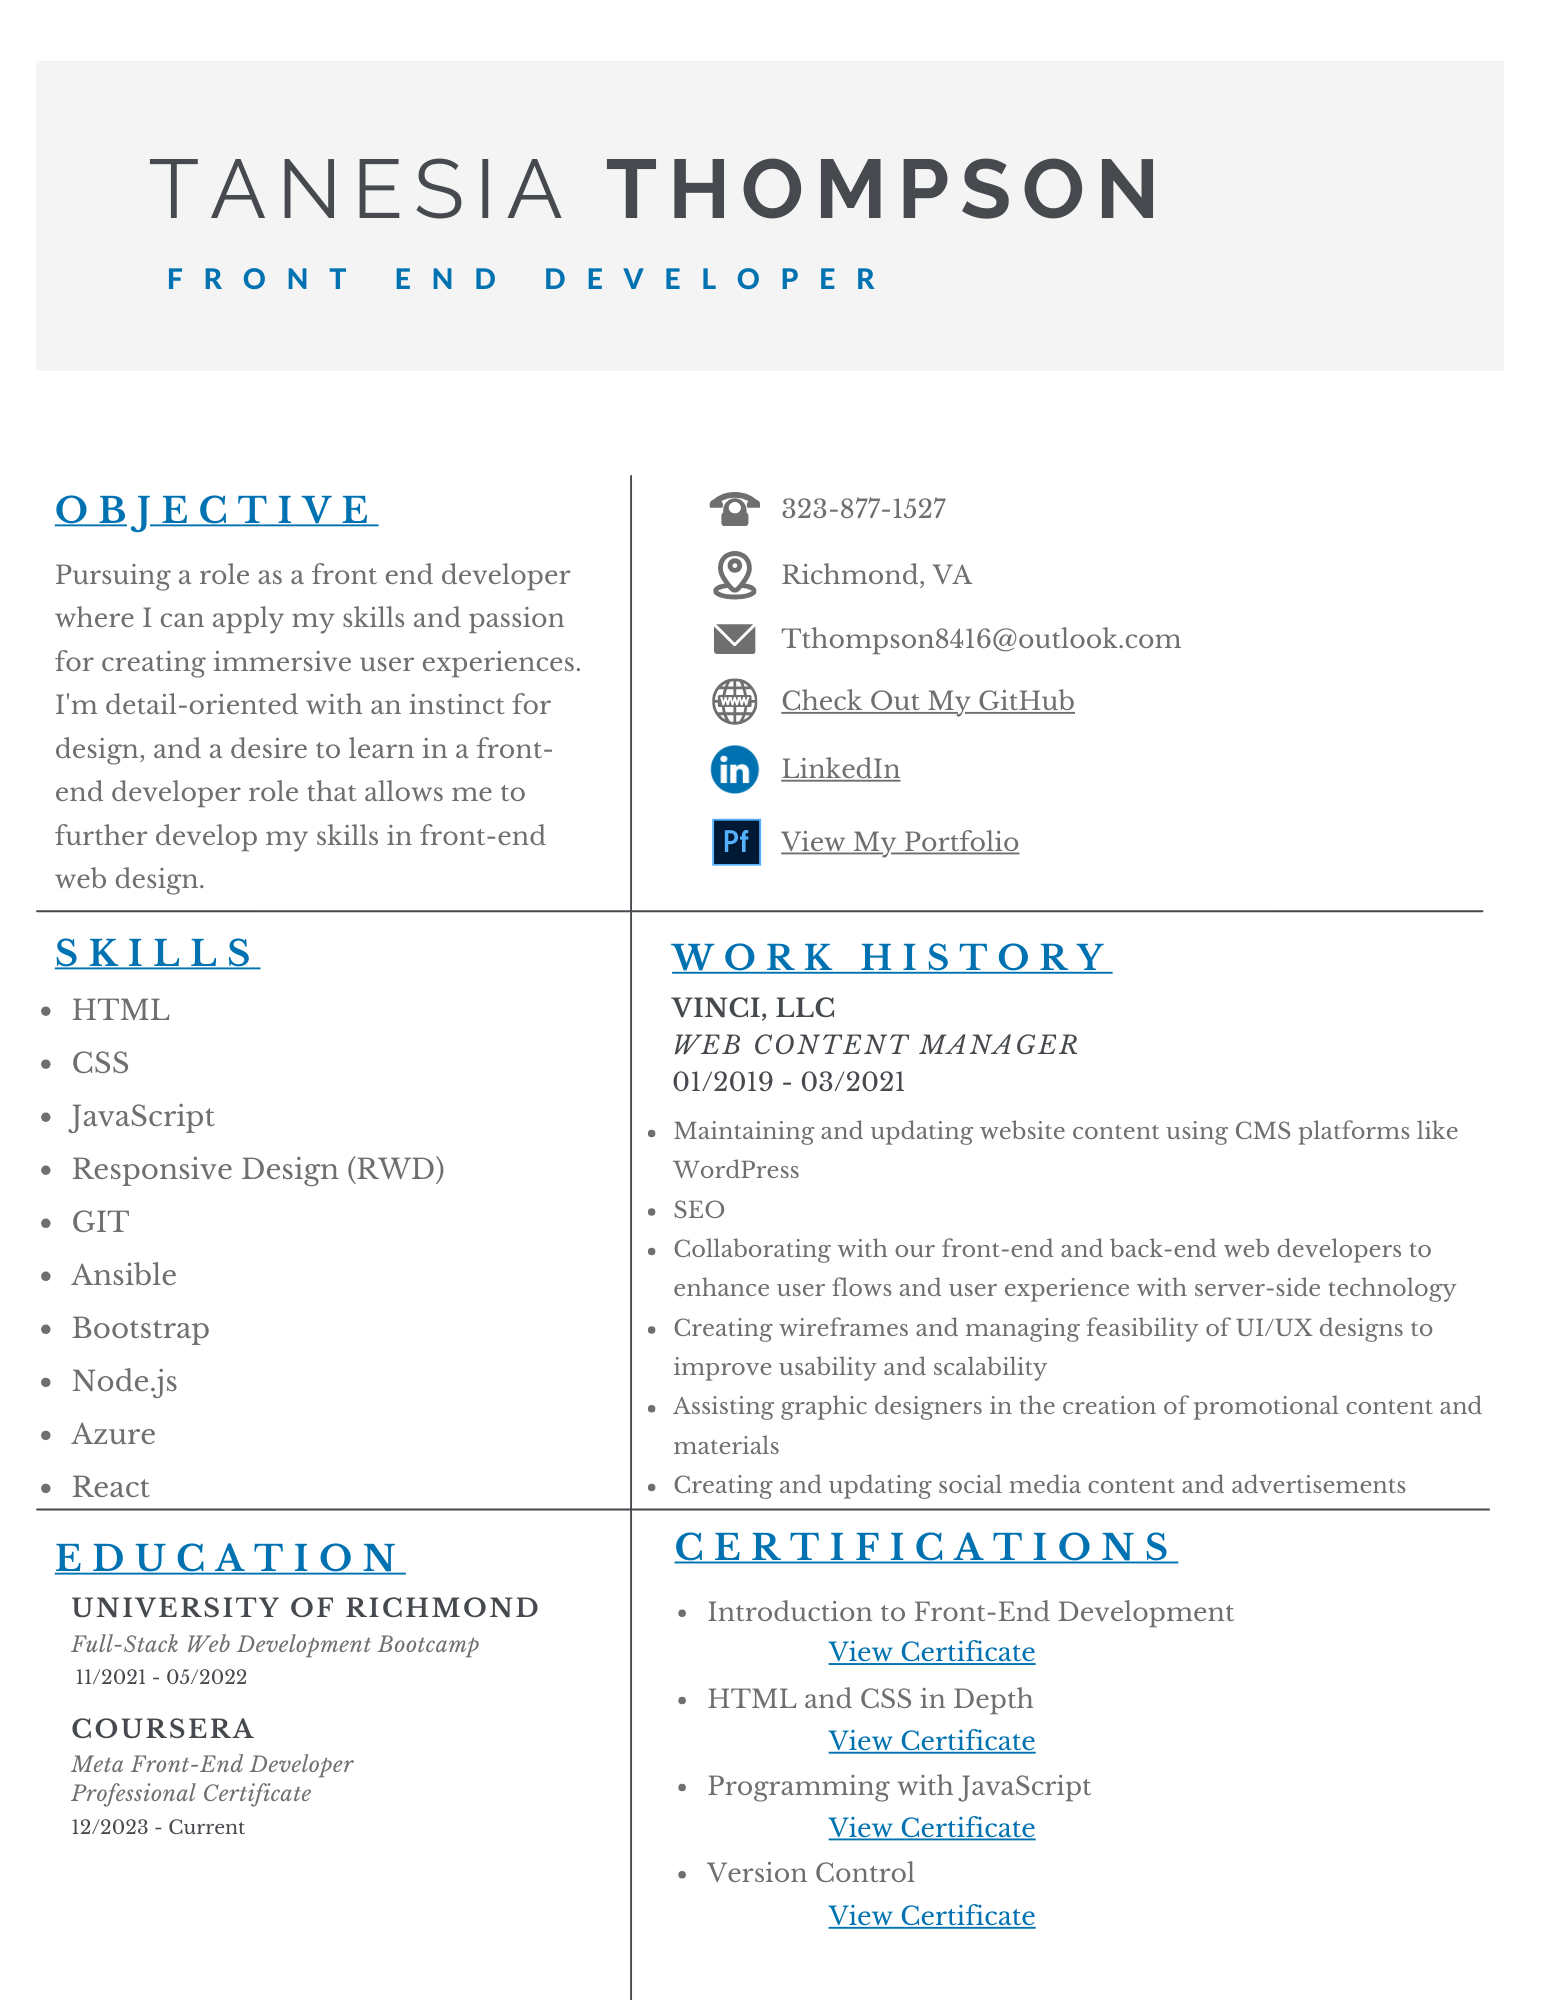 TANESIA THOMPSON
FRONT END DEVELOPER
OBJECTIVE
Pursuing a role as a front end developer
where I can apply my skills and passion
for creating immersive user experiences.
I'm detail-oriented with an instinct for
design, and a desire to learn in a front-
end developer role that allows me to
further develop my skills in front-end
web design.
323-877-1527
Richmond, VA
Tthompson8416@outlook.com
Check Out My GitHub
LinkedIn
Pf View My Portfolio
SKILLS
• HTML
• CSS
• JavaScript
• Responsive Design (RWD)
• GIT
• Ansible
• Bootstrap
• Node.js
• Azure
• React
WORK HISTORY
VINCI, LLC
WEB CONTENT MANAGER
01/2019 - 03/2021
• Maintaining and updating website content using CMS platforms like
WordPress
• SEO
• Collaborating with our front-end and back-end web developers to
enhance user flows and user experience with server-side technology
• Creating wireframes and managing feasibility of UI/UX designs to
improve usability and scalability
• Assisting graphic designers in the creation of promotional content and
materials
• Creating and updating social media content and advertisements
EDUCATION
UNIVERSITY OF RICHMOND
Full-Stack Web Development Bootcamp
11/2021 - 05/2022
COURSERA
Meta Front-End Developer
Professional Certificate
12/2023 - Current
CERTIFICATIONS
• Introduction to Front-End Development
View Certificate
• HTML and CSS in Depth
View Certificate
• Programming with JavaScript
View Certificate
• Version Control
View Certificate